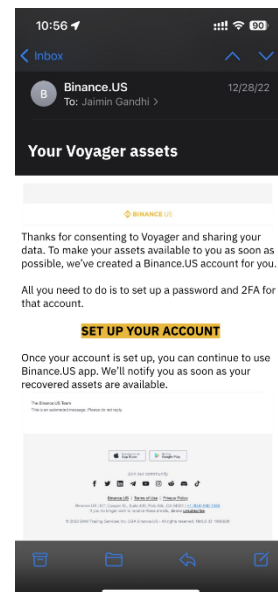 10:56
90
Inbox
B
Binance.US
12/28/22
To: Jaimin Gandhi >
Your Voyager assets
BINANCE.US
Thanks for consenting to Voyager and sharing your
data. To make your assets available to you as soon as
possible, we've created a Binance.US account for you.
All you need to do is to set up a password and 2FA for
that account.
SET UP YOUR ACCOUNT
Once your account is set up, you can continue to use
Binance.US app. We'll notify you as soon as your
recovered assets are available.
The Binance.US Team
This is an automated message. Please do not reply.
App Store
Google Play
Join our community
Binance.US | Terms of Use | Privacy Policy